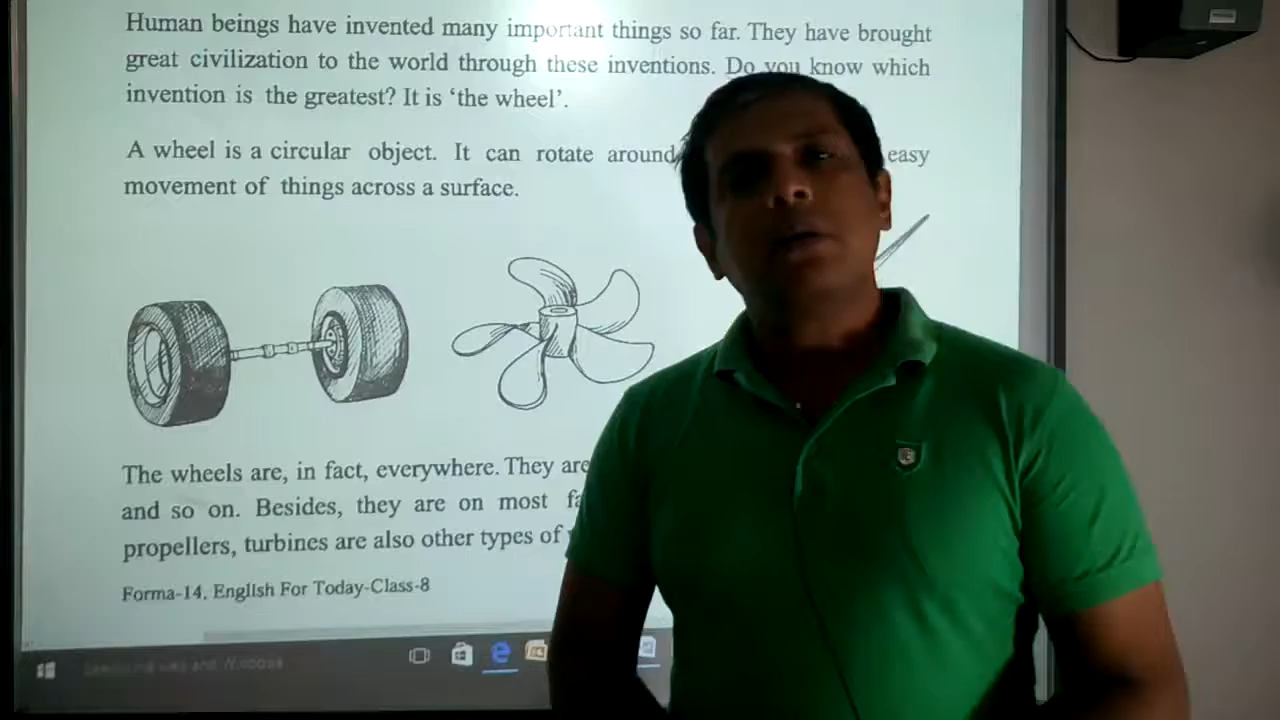 Human beings have invented many important things so far. They have brought
great civilization to the world through these inventions. Do you know which
invention is the greatest? It is ‘the wheel’.
A wheel is a circular object. It can rotate around easy
movement of things across a surface.
The wheels are, in fact, everywhere. They are
and so on. Besides, they are on most
propellers, turbines are also other types of
Forma-14, English For Today-Class-8